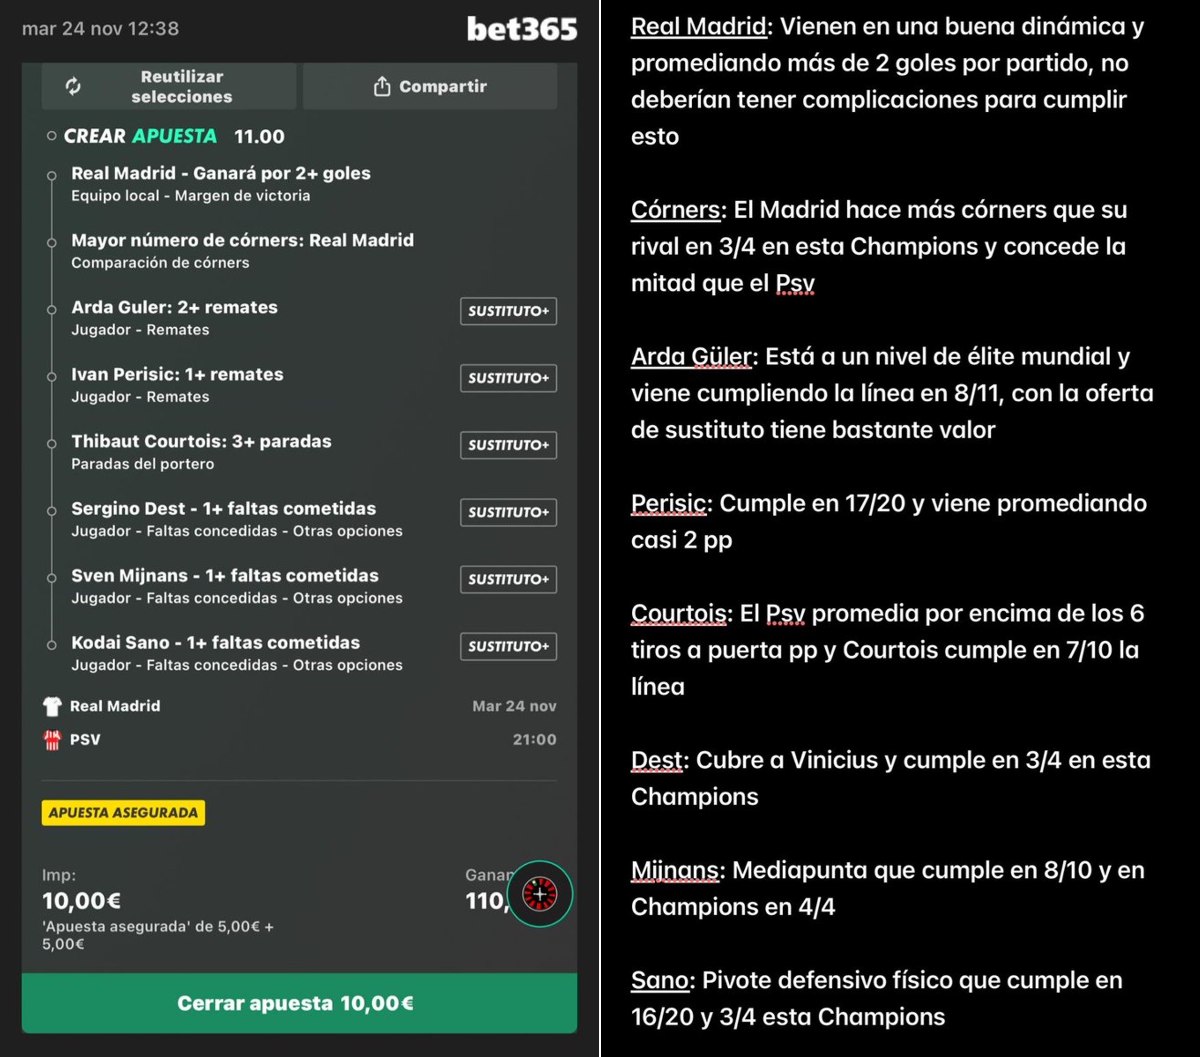 mar 24 nov 12:38
bet365
Reutilizar
selecciones
Compartir
CREAR APUESTA 11.00
Real Madrid - Ganará por 2+ goles
Equipo local - Margen de victoria
Mayor número de córners: Real Madrid
Comparación de córners
Arda Guler: 2+ remates
SUSTITUTO+
Jugador - Remates
Ivan Perisic: 1+ remates
SUSTITUTO+
Jugador - Remates
Thibaut Courtois: 3+ paradas
SUSTITUTO+
Paradas del portero
Sergino Dest - 1+ faltas cometidas
SUSTITUTO+
Jugador - Faltas concedidas - Otras opciones
Sven Mijnans - 1+ faltas cometidas
SUSTITUTO+
Jugador - Faltas concedidas - Otras opciones
Kodai Sano - 1+ faltas cometidas
SUSTITUTO+
Jugador - Faltas concedidas - Otras opciones
Real Madrid Mar 24 nov
PSV 21:00
APUESTA ASEGURADA
Imp:
10,00€
'Apuesta asegurada' de 5,00€ +
5,00€
Ganan
110,
Cerrar apuesta 10,00€
Real Madrid: Vienen en una buena dinámica y
promediando más de 2 goles por partido, no
deberían tener complicaciones para cumplir
esto
Córners: El Madrid hace más córners que su
rival en 3/4 en esta Champions y concede la
mitad que el Psv
Arda Güler: Está a un nivel de élite mundial y
viene cumpliendo la línea en 8/11, con la oferta
de sustituto tiene bastante valor
Perisic: Cumple en 17/20 y viene promediando
casi 2 pp
Courtois: El Psv promedia por encima de los 6
tiros a puerta pp y Courtois cumple en 7/10 la
línea
Dest: Cubre a Vinicius y cumple en 3/4 en esta
Champions
Mijnans: Mediapunta que cumple en 8/10 y en
Champions en 4/4
Sano: Pivote defensivo físico que cumple en
16/20 y 3/4 esta Champions